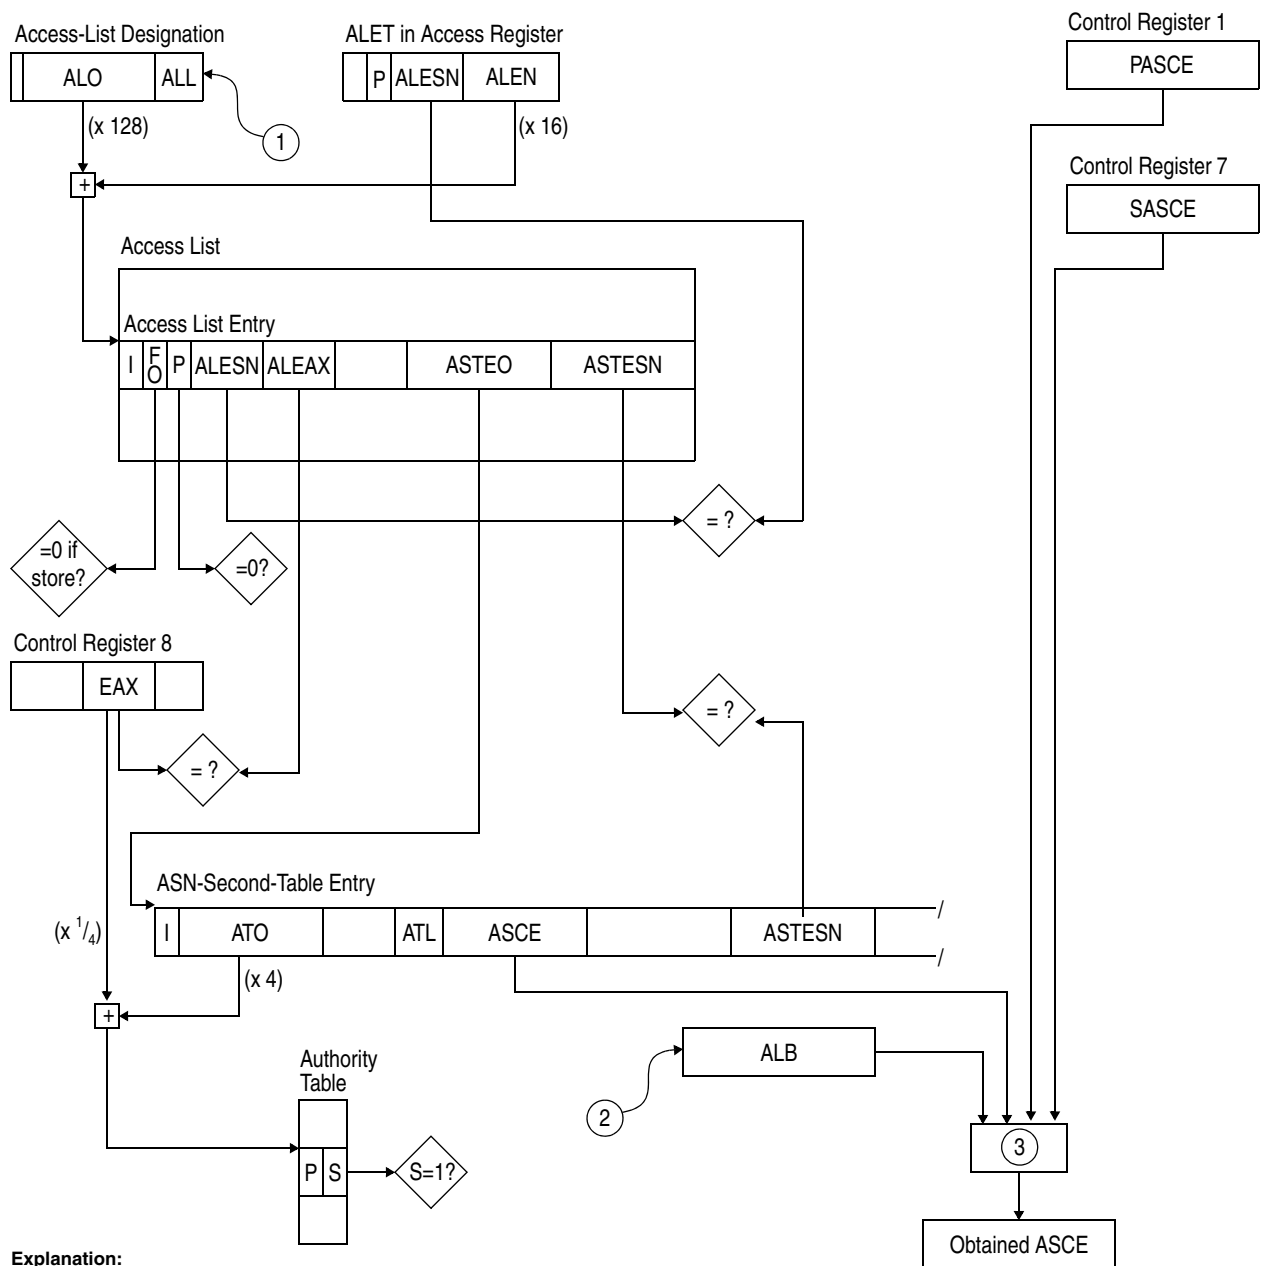 Access-List Designation
ALO ALL
(x 128)
1
+
ALET in Access Register
P ALESN ALEN
(x 16)
Control Register 1
PASCE
Control Register 7
SASCE
Access List
Access List Entry
I FO P ALESN ALEAX ASTEO ASTESN
= ?
=0 if
store?
=0?
Control Register 8
EAX
= ?
= ?
ASN-Second-Table Entry
I ATO ATL ASCE ASTESN /
/
(x 1/4)
(x 4)
+
Authority
Table
P S
S=1?
ALB
2
3
Obtained ASCE
Explanation: